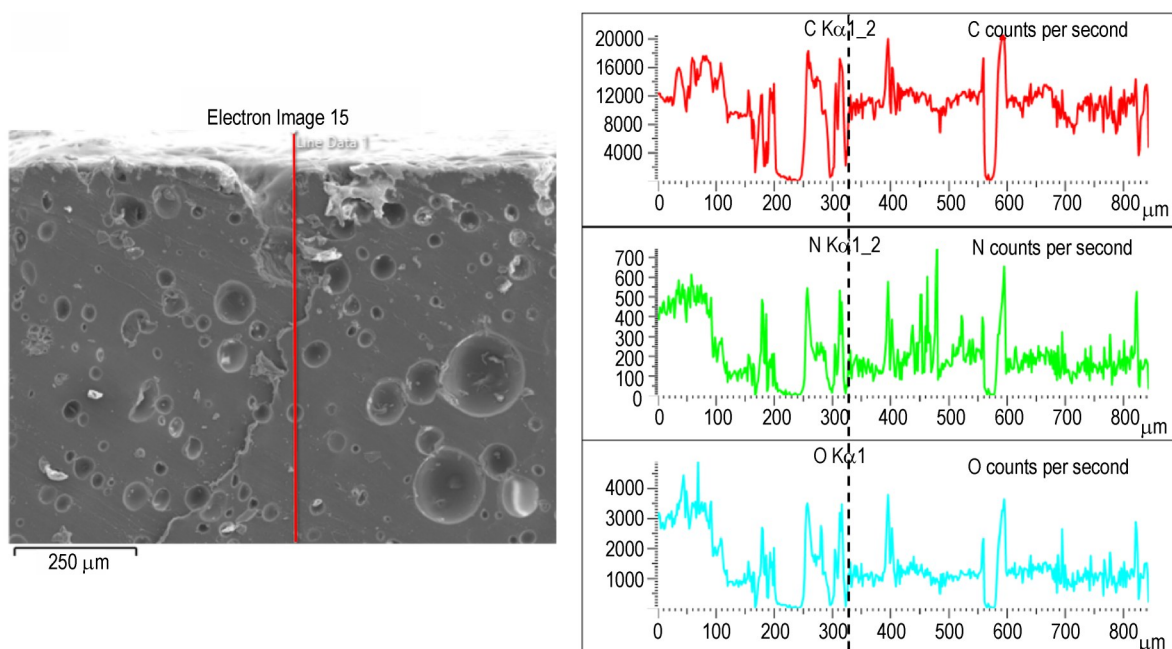 Electron Image 15
Line Data 1
250 μm
C Kα1_2
C counts per second
20000
16000
12000
8000
4000
0 100 200 300 400 500 600 700 800 μm
N Kα1_2
N counts per second
700
600
500
400
300
200
100
0
0 100 200 300 400 500 600 700 800 μm
O Kα1
O counts per second
4000
3000
2000
1000
0 100 200 300 400 500 600 700 800 μm